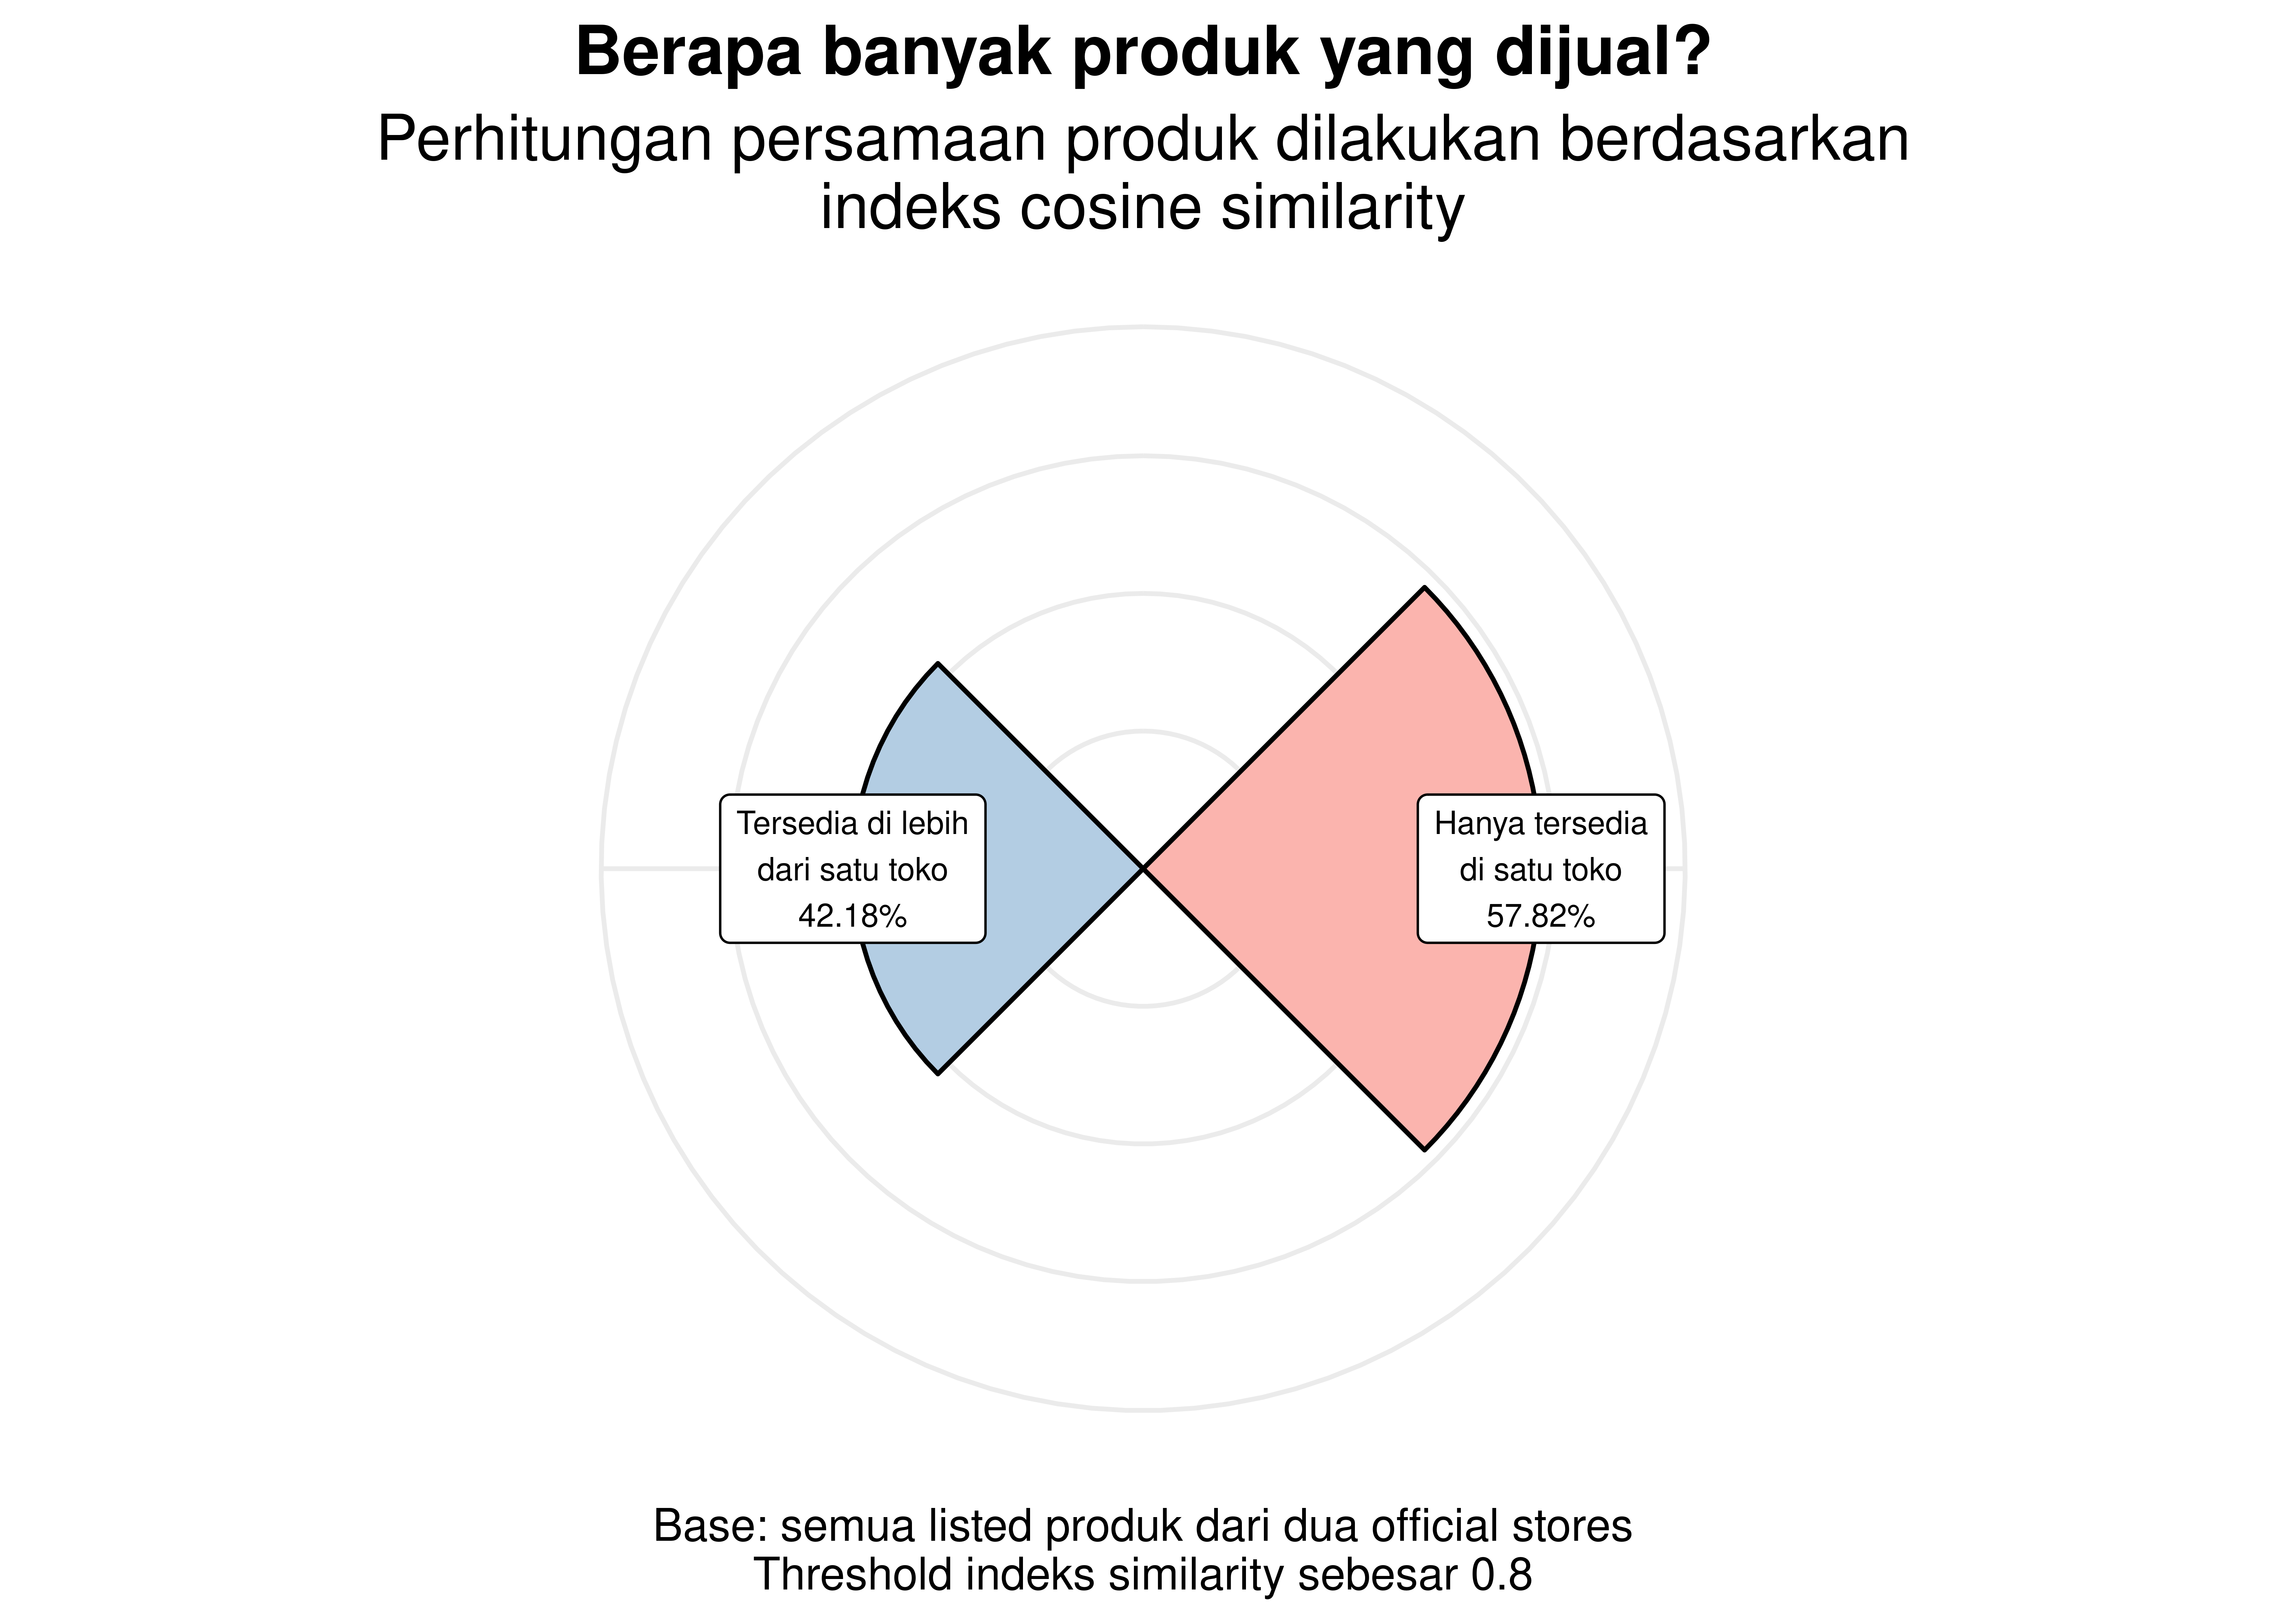 Berapa banyak produk yang dijual?
Perhitungan persamaan produk dilakukan berdasarkan
indeks cosine similarity
Tersedia di lebih
dari satu toko
42.18%
Hanya tersedia
di satu toko
57.82%
Base: semua listed produk dari dua official stores
Threshold indeks similarity sebesar 0.8